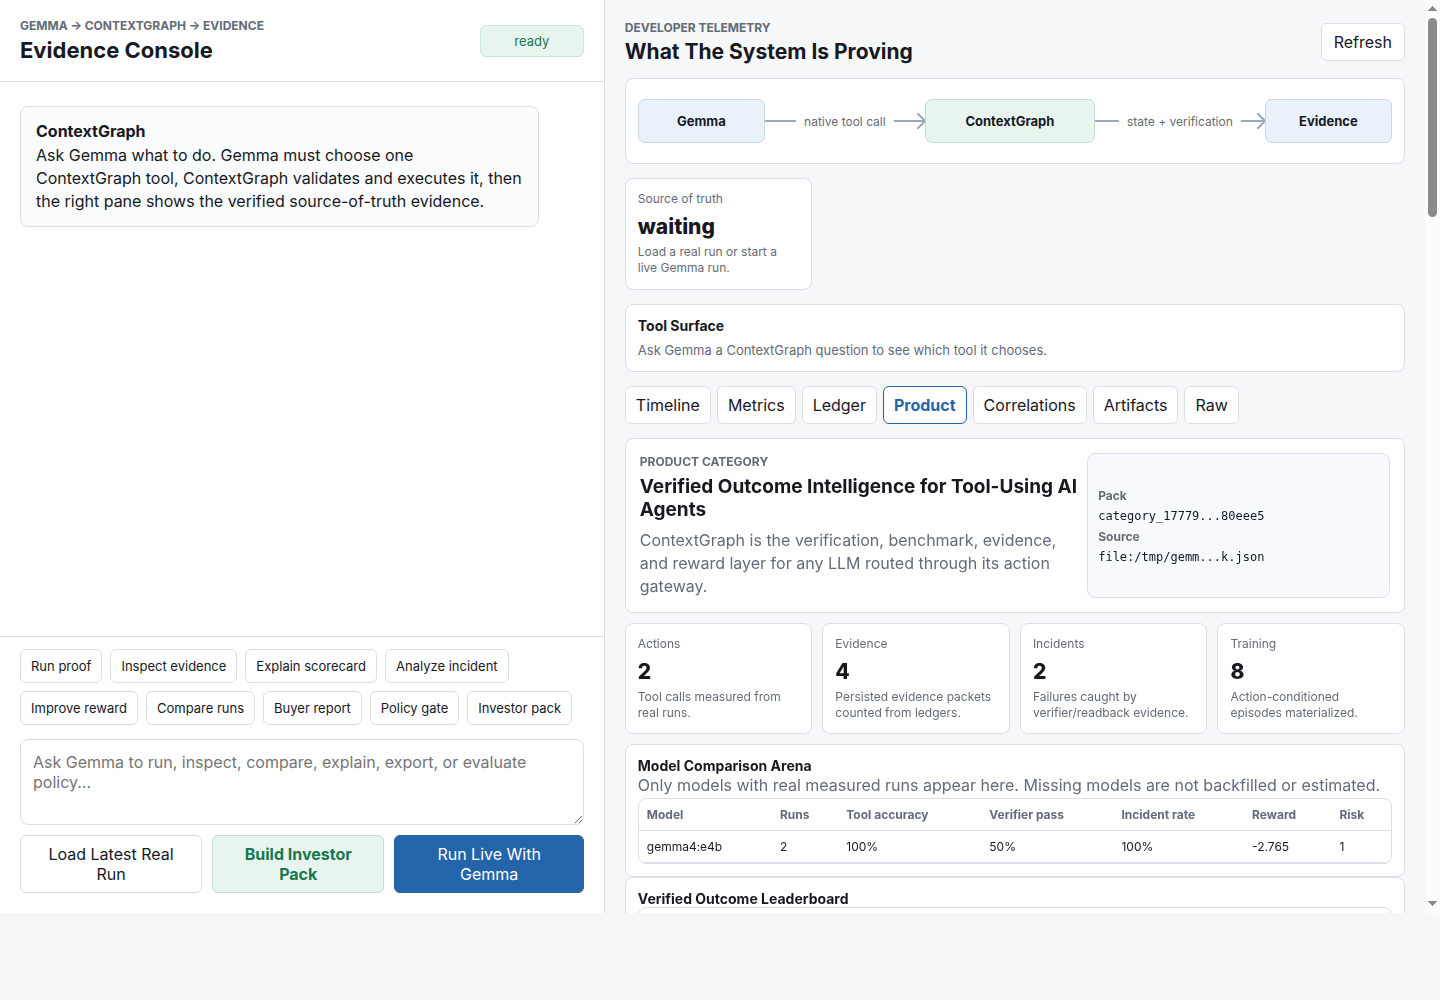 GEMMA → CONTEXTGRAPH → EVIDENCE
Evidence Console
ready
ContextGraph
Ask Gemma what to do. Gemma must choose one
ContextGraph tool, ContextGraph validates and executes it, then
the right pane shows the verified source-of-truth evidence.
Run proof
Inspect evidence
Explain scorecard
Analyze incident
Improve reward
Compare runs
Buyer report
Policy gate
Investor pack
Ask Gemma to run, inspect, compare, explain, export, or evaluate
policy...
Load Latest Real
Run
Build Investor
Pack
Run Live With
Gemma
DEVELOPER TELEMETRY
What The System Is Proving
Refresh
Gemma
native tool call
ContextGraph
state + verification
Evidence
Source of truth
waiting
Load a real run or start a
live Gemma run.
Tool Surface
Ask Gemma a ContextGraph question to see which tool it chooses.
Timeline
Metrics
Ledger
Product
Correlations
Artifacts
Raw
PRODUCT CATEGORY
Verified Outcome Intelligence for Tool-Using AI
Agents
ContextGraph is the verification, benchmark, evidence,
and reward layer for any LLM routed through its action
gateway.
Pack
category_17779...80eee5
Source
file:/tmp/gemm...k.json
Actions
2
Tool calls measured from
real runs.
Evidence
4
Persisted evidence packets
counted from ledgers.
Incidents
2
Failures caught by
verifier/readback evidence.
Training
8
Action-conditioned
episodes materialized.
Model Comparison Arena
Only models with real measured runs appear here. Missing models are not backfilled or estimated.
Model Runs Tool accuracy Verifier pass Incident rate Reward Risk
gemma4:e4b 2 100% 50% 100% -2.765 1
Verified Outcome Leaderboard